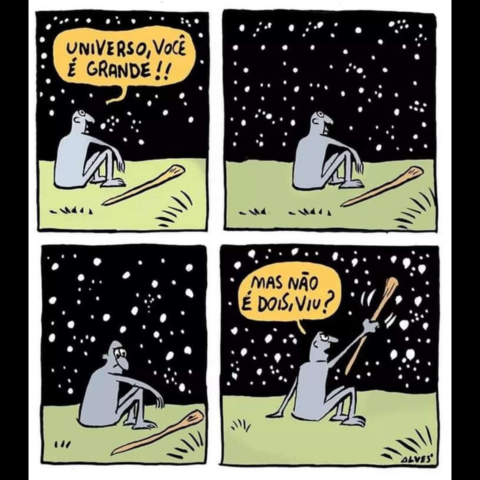 UNIVERSO, VOCÊ
É GRANDE!!
MAS NÃO
É DOIS, VIU?
ALVES